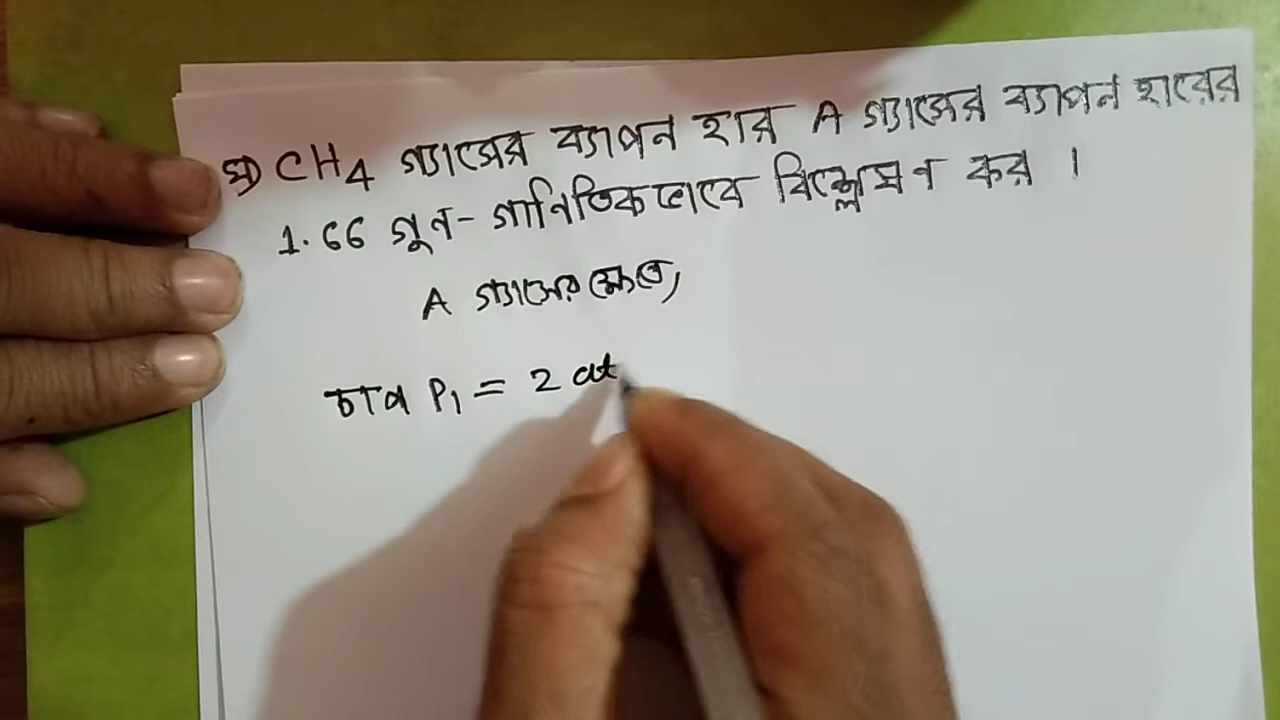 ঘ) CH4 গ্যাসের ব্যাপন হার A গ্যাসের ব্যাপন হারের
1.66 গুন- গানিতিকভাবে বিশ্লেষণ কর ।
A গ্যাসের ক্ষেত্রে,
চাপ P1 = 2 at